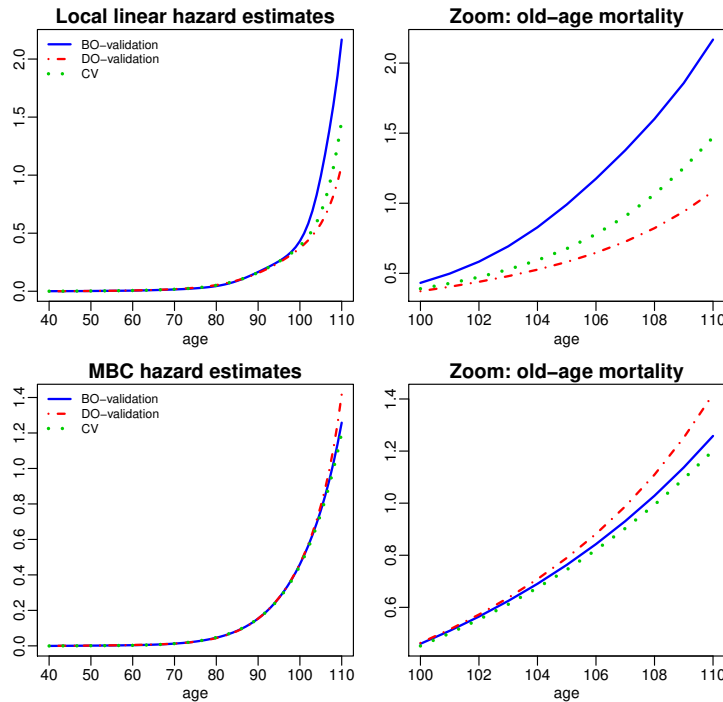 Local linear hazard estimates
BO−validation
DO−validation
CV
0.0 0.5 1.0 1.5 2.0
40 50 60 70 80 90 100 110
age
Zoom: old−age mortality
0.5 1.0 1.5 2.0
100 102 104 106 108 110
age
MBC hazard estimates
BO−validation
DO−validation
CV
0.0 0.2 0.4 0.6 0.8 1.0 1.2 1.4
40 50 60 70 80 90 100 110
age
Zoom: old−age mortality
0.6 0.8 1.0 1.2 1.4
100 102 104 106 108 110
age